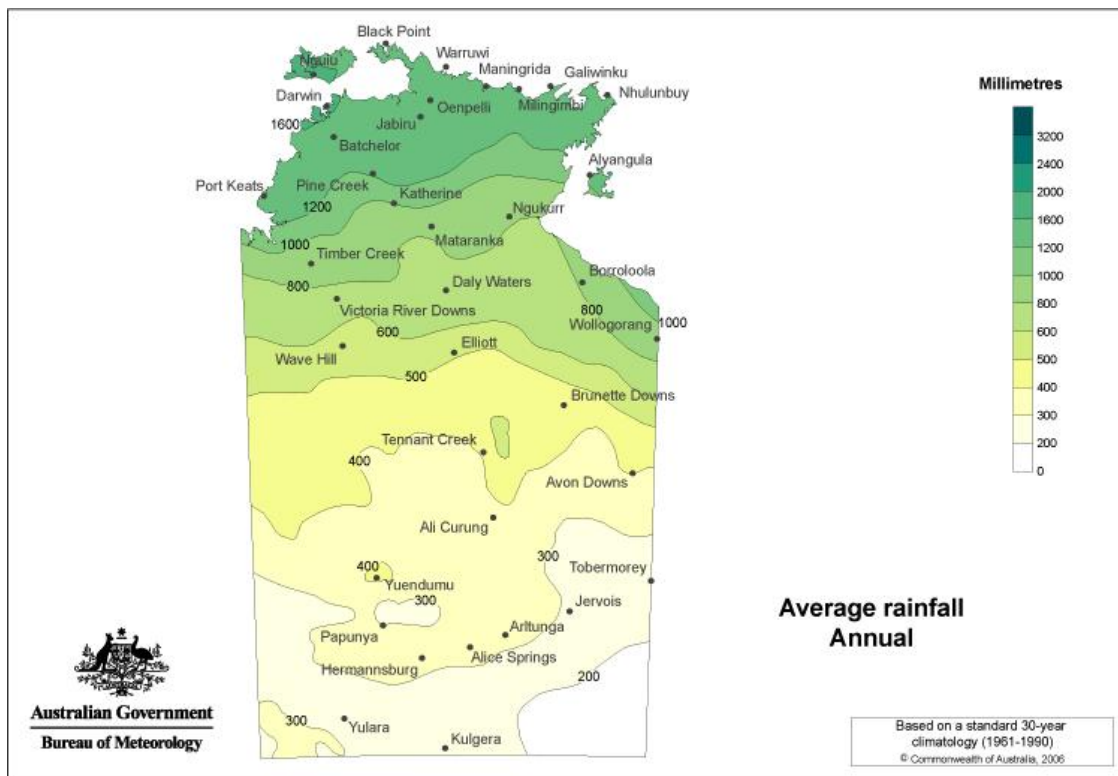 Black Point
Warruwi
Nguiu
Maningrida
Galiwinku
Darwin
Oenpelli
Milingimbi
Nhulunbuy
1600
Jabiru
Batchelor
Alyangula
Port Keats
Pine Creek
Katherine
1200
Ngukurr
Mataranka
1000
Timber Creek
Borroloola
800
Daly Waters
Victoria River Downs
800
Wollogorang
1000
600
Wave Hill
Elliott
500
Brunette Downs
Tennant Creek
400
Avon Downs
Ali Curung
300
400
Yuendumu
Tobermorey
300
Jervois
Papunya
Arltunga
Hermannsburg
Alice Springs
200
300
Yulara
Kulgera
Millimetres
3200
2400
2000
1600
1200
1000
800
600
500
400
300
200
0
Average rainfall
Annual
Australian Government
Bureau of Meteorology
Based on a standard 30-year
climatology (1961-1990)
© Commonwealth of Australia, 2006